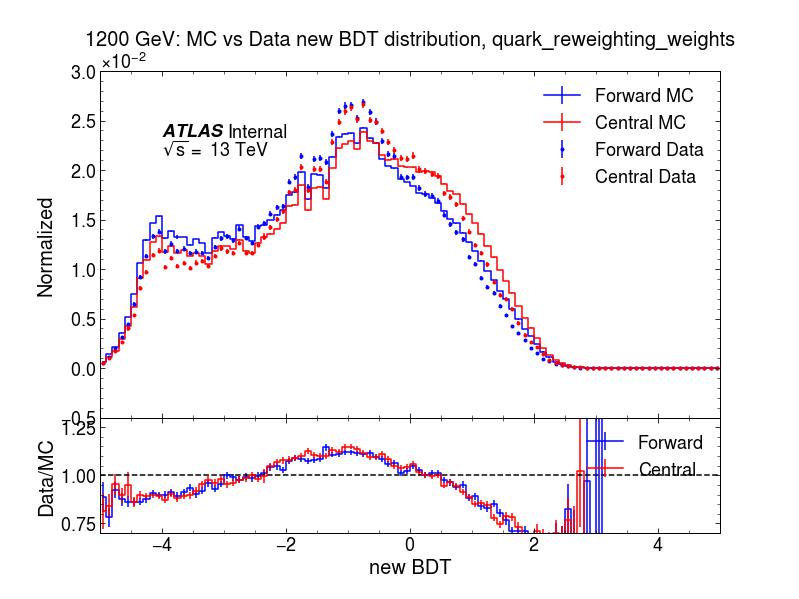 1200 GeV: MC vs Data new BDT distribution, quark_reweighting_weights
×10⁻²
3.0
2.5
2.0
1.5
1.0
0.5
0.0
0.5
Normalized
ATLAS Internal
√s = 13 TeV
Forward MC
Central MC
Forward Data
Central Data
1.25
1.00
0.75
Data/MC
Forward
Central
−4 −2 0 2 4
new BDT